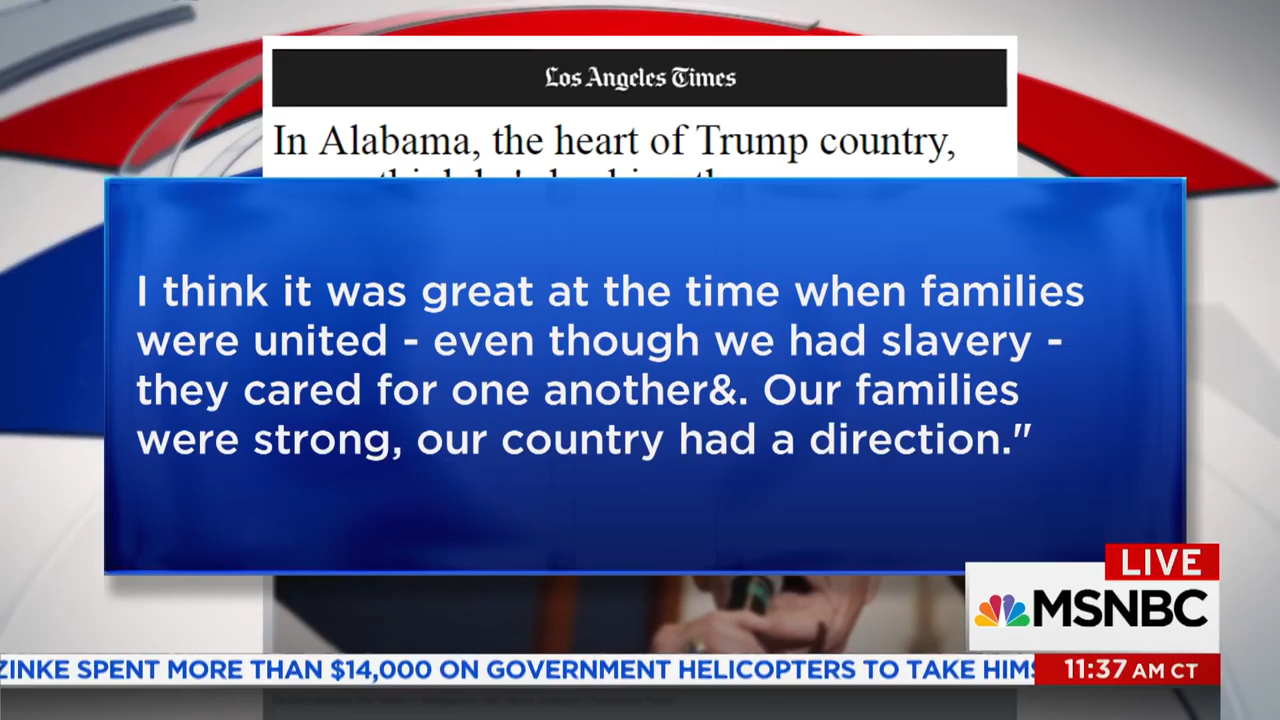 Los Angeles Times
In Alabama, the heart of Trump country,
I think it was great at the time when families
were united - even though we had slavery -
they cared for one another&. Our families
were strong, our country had a direction."
LIVE
MSNBC
ZINKE SPENT MORE THAN $14,000 ON GOVERNMENT HELICOPTERS TO TAKE HIMS
11:37 AM CT